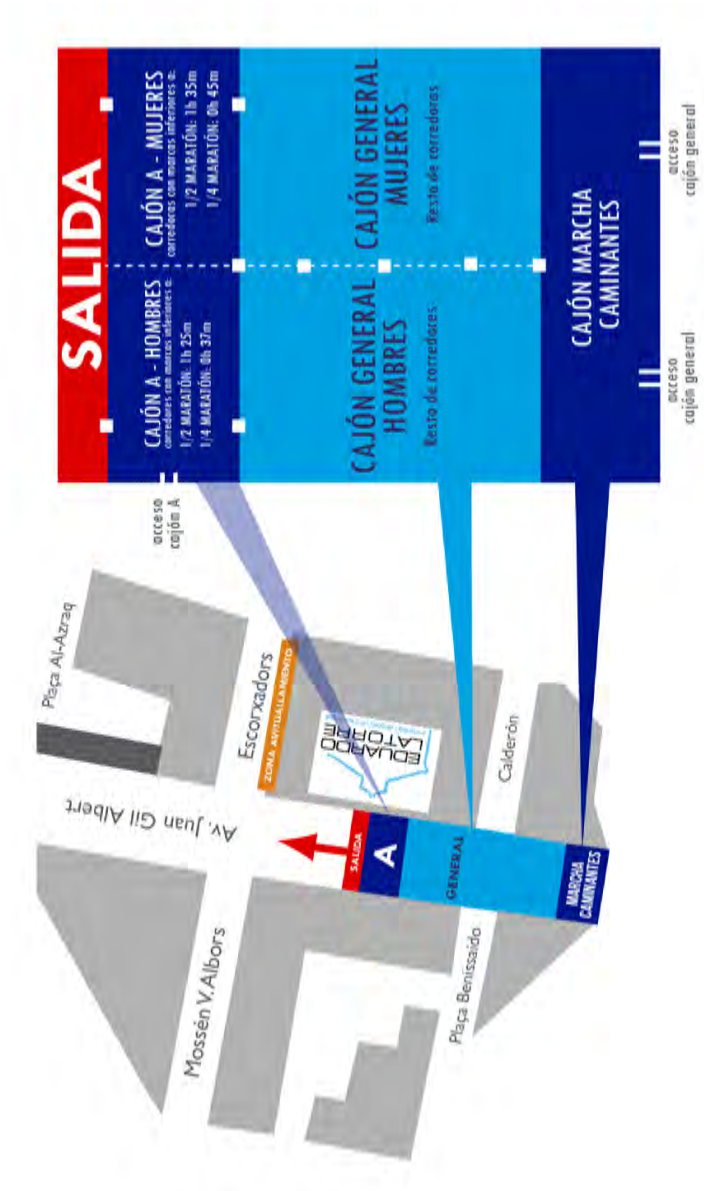 SALIDA
CAJÓN A - HOMBRES
corredores con marcas inferiores a:
1/2 MARATÓN: 1h 25m
1/4 MARATÓN: 0h 37m
CAJÓN A - MUJERES
corredoras con marcas inferiores a:
1/2 MARATÓN: 1h 35m
1/4 MARATÓN: 0h 45m
CAJÓN GENERAL
HOMBRES
Resto de corredores
CAJÓN GENERAL
MUJERES
Resto de corredoras
CAJÓN MARCHA
CAMINANTES
acceso
cajón A
acceso
cajón general
acceso
cajón general
Plaça Al-Azraq
Escorxadors
ZONA AVITUALLAMIENTO
EDUARDO
LATORRE
Av. Juan Gil Albert
Calderón
SALIDA
A
GENERAL
MARCHA
CAMINANTES
Mossén V. Albors
Plaça Benissaido